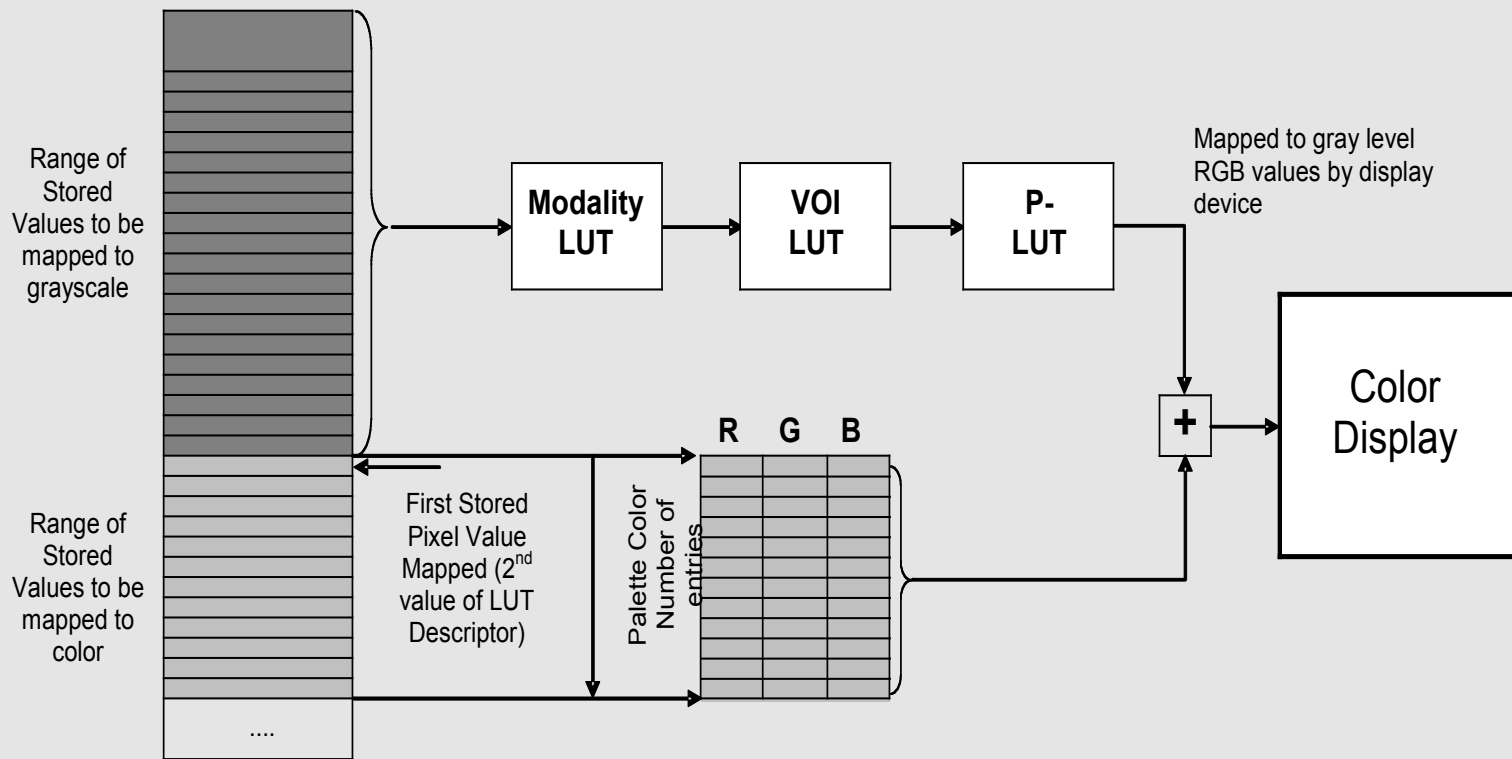 Range of
Stored
Values to be
mapped to
grayscale
Modality
LUT
VOI
LUT
P-
LUT
Mapped to gray level
RGB values by display
device
Color
Display
+
R G B
First Stored
Pixel Value
Mapped (2nd
value of LUT
Descriptor)
Palette Color
Number of
entries
Range of
Stored
Values to be
mapped to
color
....